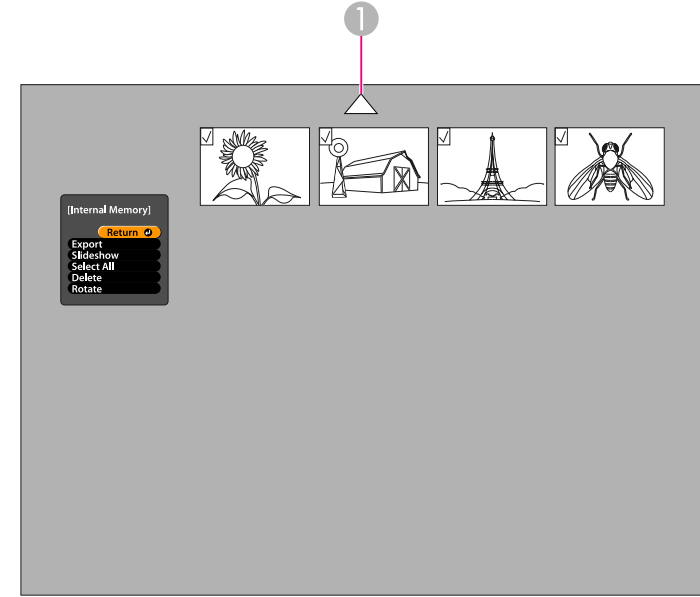 1
[Internal Memory]
Return
Export
Slideshow
Select All
Delete
Rotate